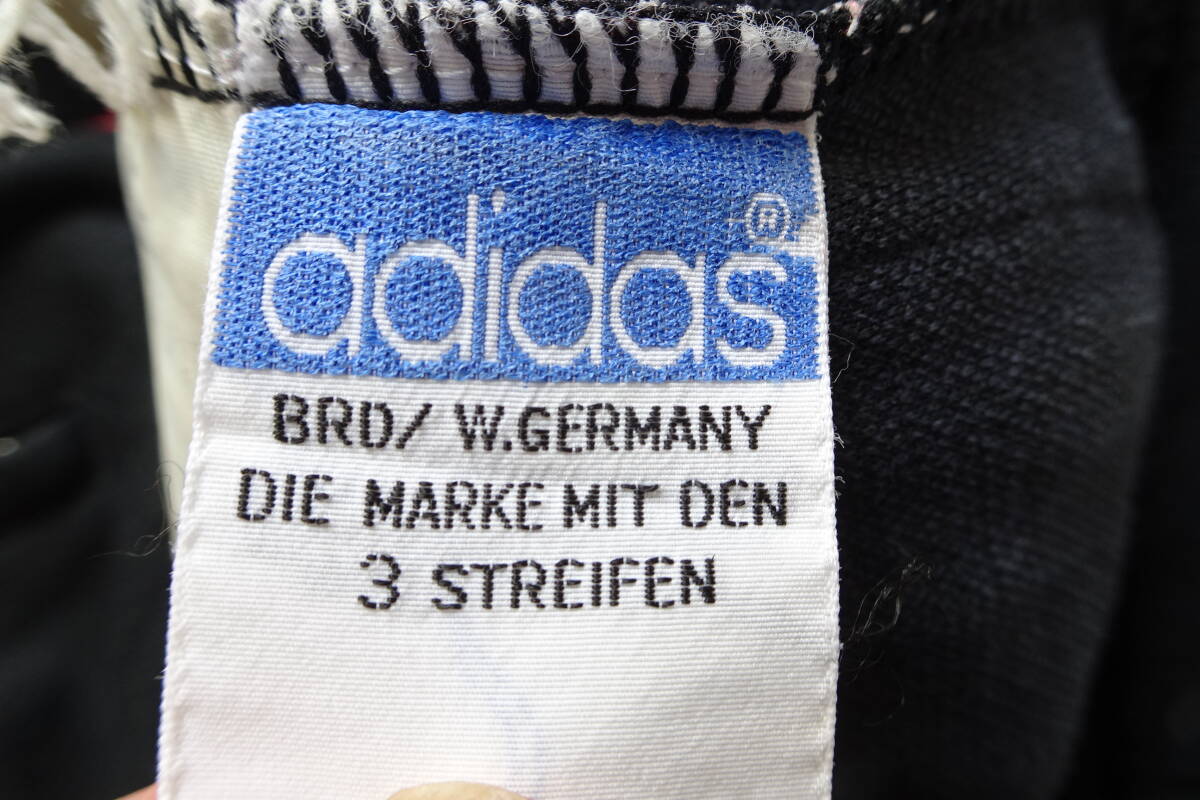 adidas®
BRD/ W.GERMANY
DIE MARKE MIT DEN
3 STREIFEN